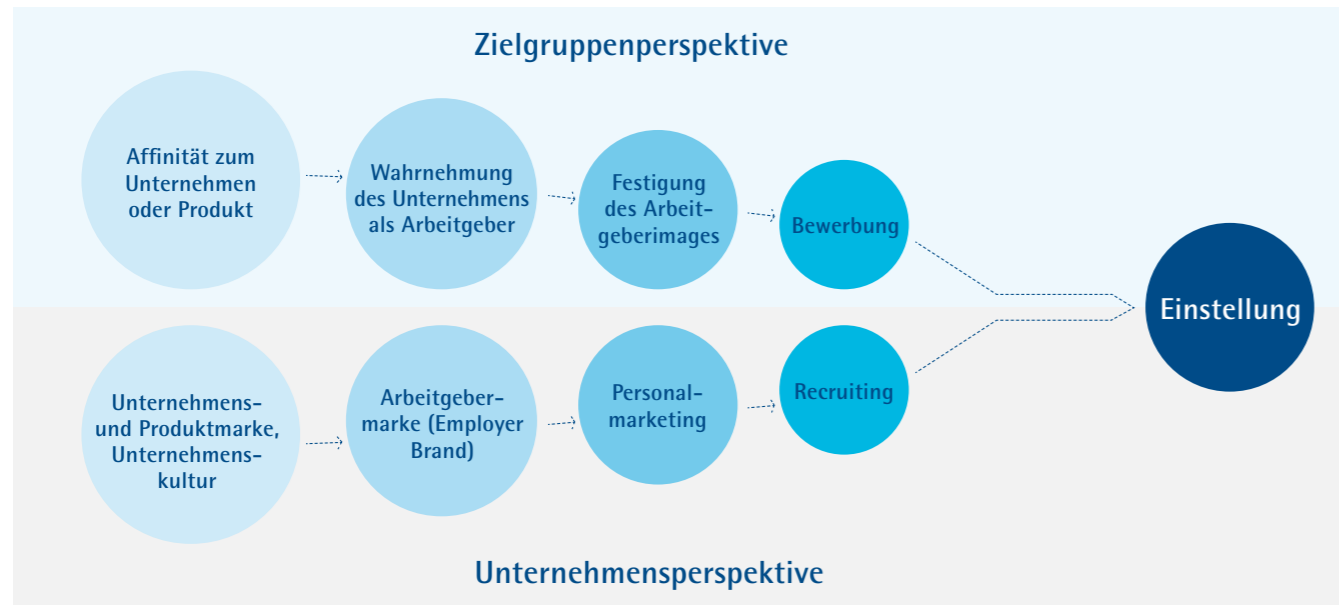 Zielgruppenperspektive
Affinität zum
Unternehmen
oder Produkt
Wahrnehmung
des Unternehmens
als Arbeitgeber
Festigung
des Arbeit-
geberimages
Bewerbung
Einstellung
Unternehmens-
und Produktmarke,
Unternehmens-
kultur
Arbeitgeber-
marke (Employer
Brand)
Personal-
marketing
Recruiting
Unternehmensperspektive